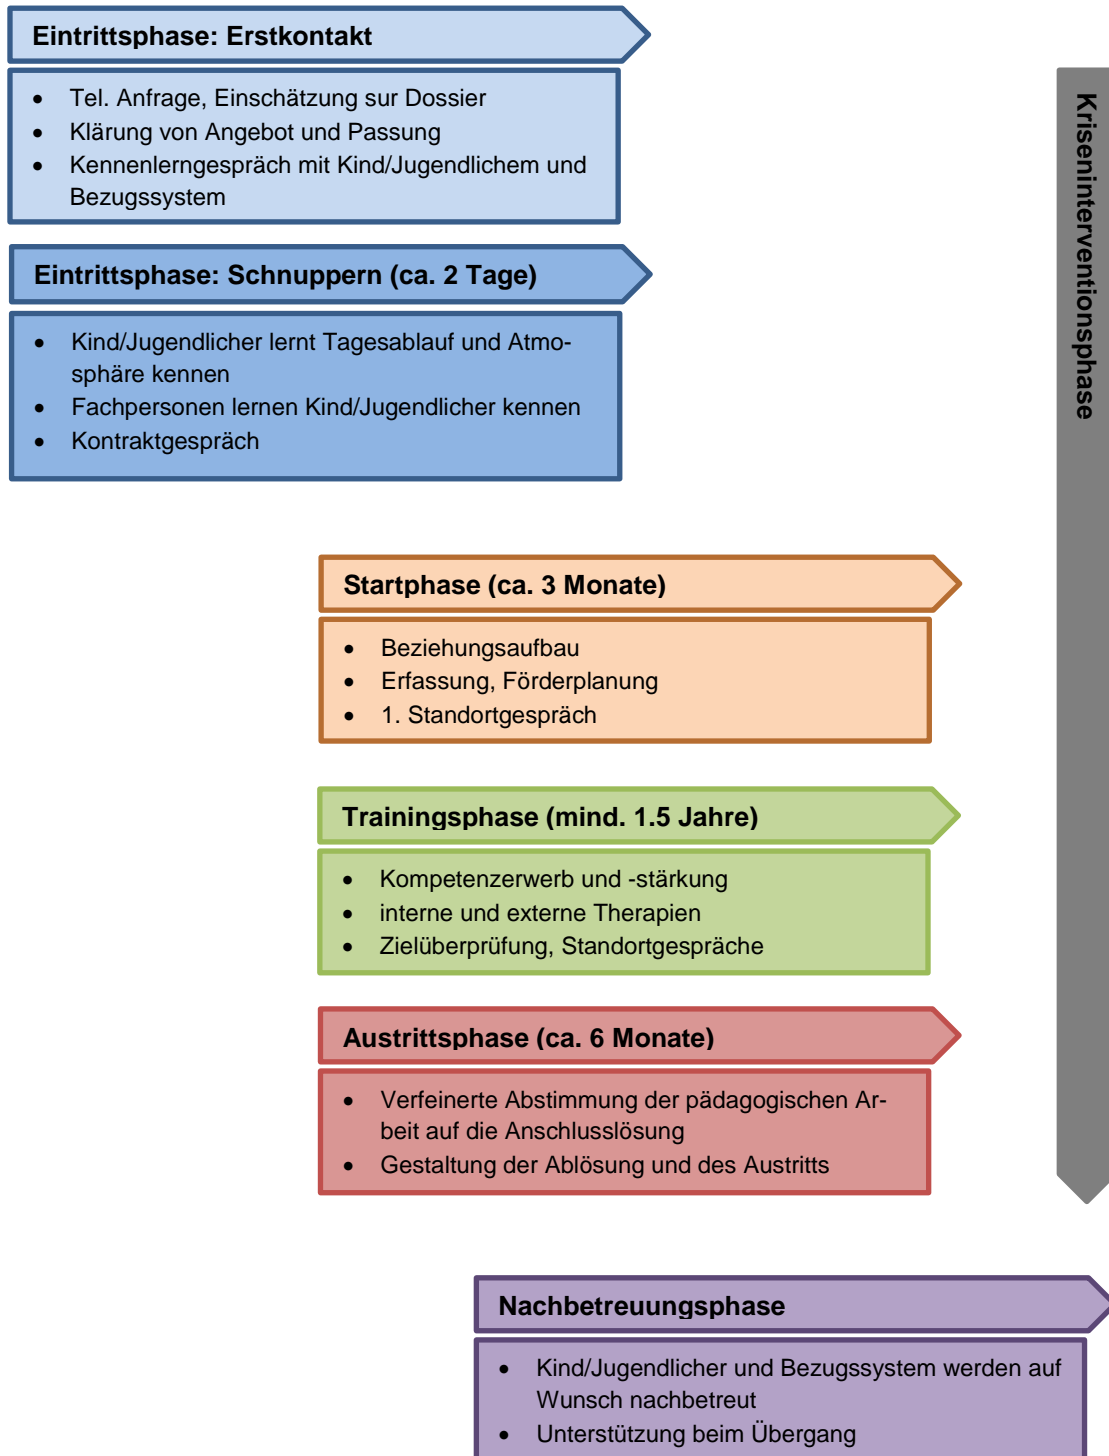 Eintrittsphase: Erstkontakt
• Tel. Anfrage, Einschätzung sur Dossier
• Klärung von Angebot und Passung
• Kennenlerngespräch mit Kind/Jugendlichem und
Bezugssystem
Eintrittsphase: Schnuppern (ca. 2 Tage)
• Kind/Jugendlicher lernt Tagesablauf und Atmo-
sphäre kennen
• Fachpersonen lernen Kind/Jugendlicher kennen
• Kontraktgespräch
Kriseninterventionsphase
Startphase (ca. 3 Monate)
• Beziehungsaufbau
• Erfassung, Förderplanung
• 1. Standortgespräch
Trainingsphase (mind. 1.5 Jahre)
• Kompetenzerwerb und -stärkung
• interne und externe Therapien
• Zielüberprüfung, Standortgespräche
Austrittsphase (ca. 6 Monate)
• Verfeinerte Abstimmung der pädagogischen Ar-
beit auf die Anschlusslösung
• Gestaltung der Ablösung und des Austritts
Nachbetreuungsphase
• Kind/Jugendlicher und Bezugssystem werden auf
Wunsch nachbetreut
• Unterstützung beim Übergang